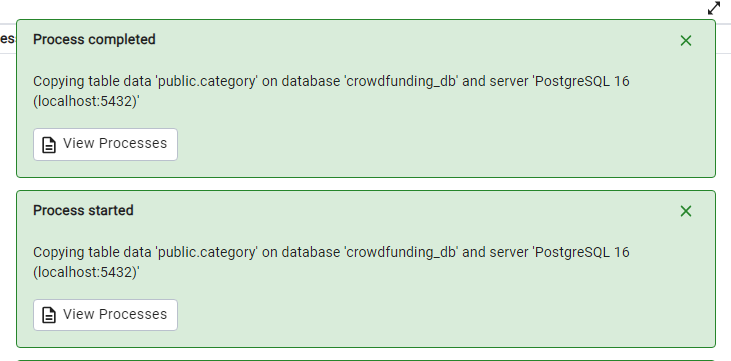 es
Process completed
Copying table data 'public.category' on database 'crowdfunding_db' and server 'PostgreSQL 16
(localhost:5432)'
View Processes
Process started
Copying table data 'public.category' on database 'crowdfunding_db' and server 'PostgreSQL 16
(localhost:5432)'
View Processes